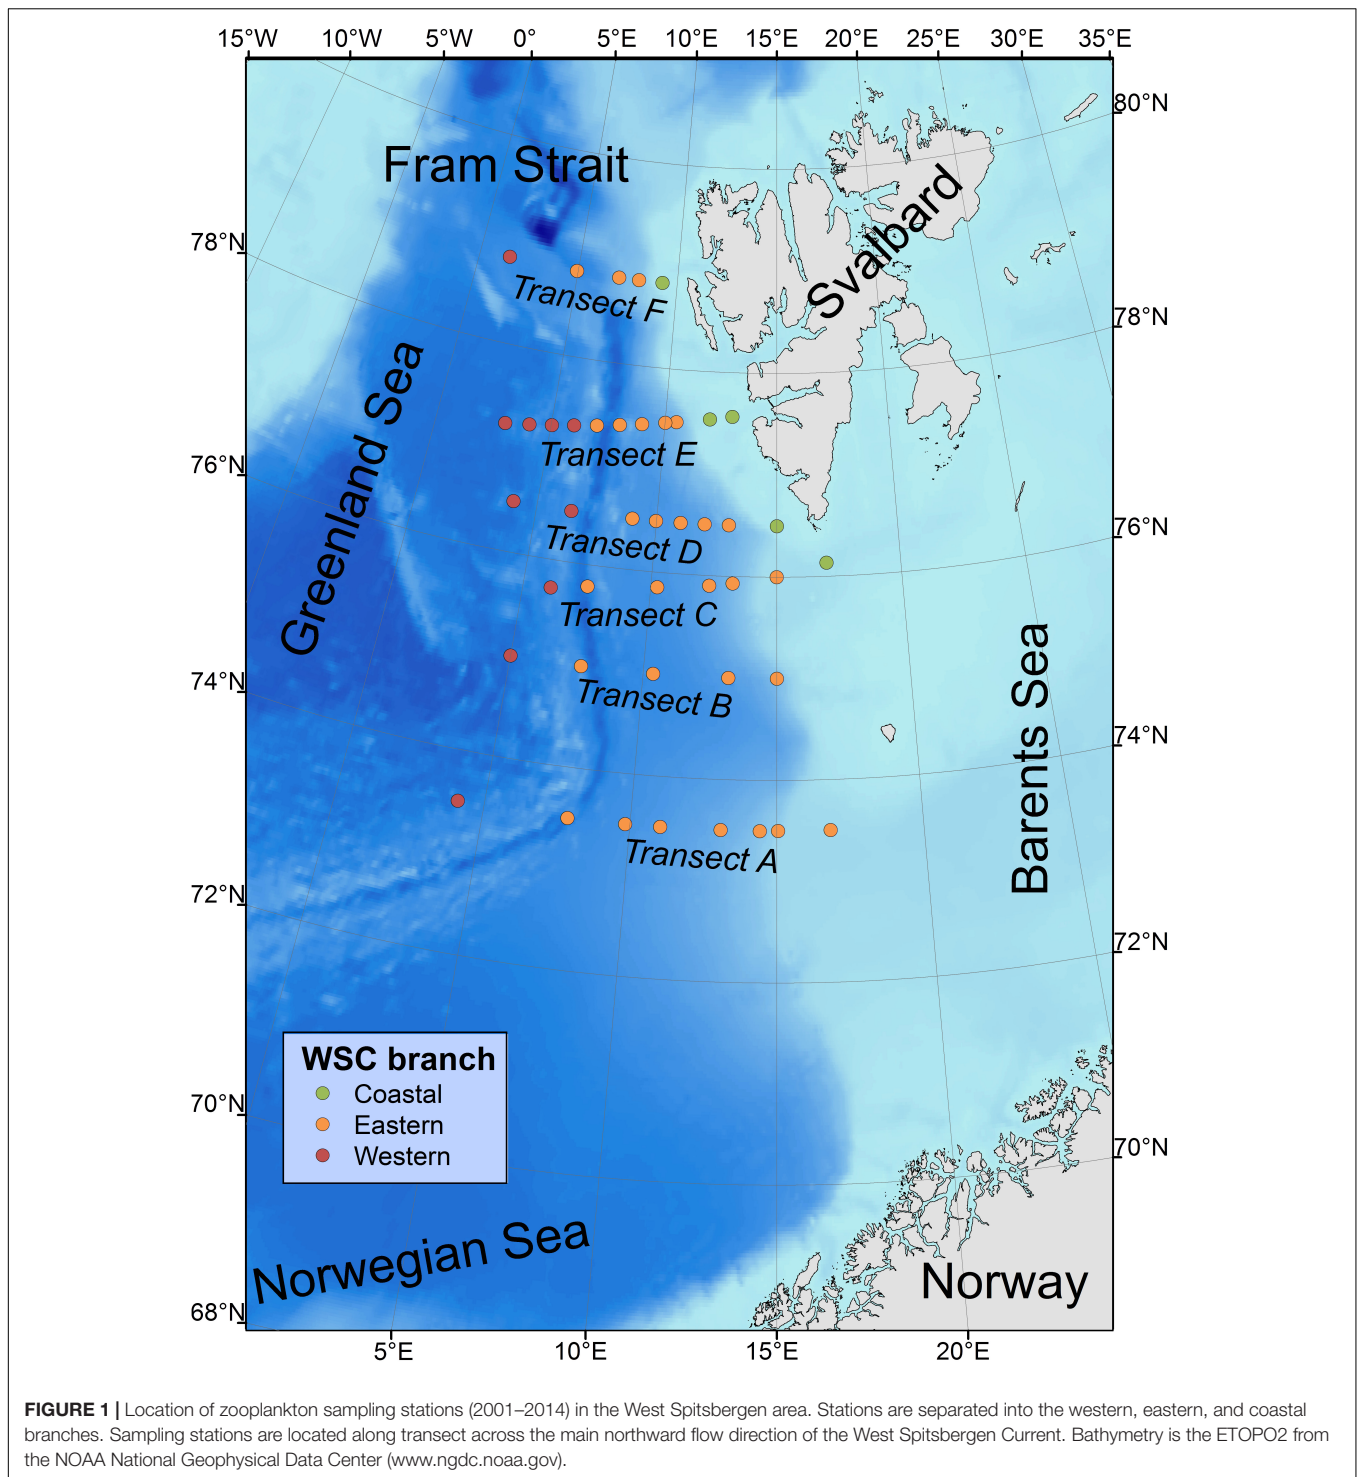 15°W 10°W 5°W 0° 5°E 10°E 15°E 20°E 25°E 30°E 35°E
80°N
Fram Strait
Svalbard
78°N
Transect F
78°N
Greenland Sea
Transect E
76°N
Transect D
76°N
Transect C
Barents Sea
74°N
Transect B
74°N
Transect A
72°N
72°N
WSC branch
Coastal
Eastern
Western
70°N
70°N
Norwegian Sea
Norway
68°N
5°E 10°E 15°E 20°E
FIGURE 1 | Location of zooplankton sampling stations (2001–2014) in the West Spitsbergen area. Stations are separated into the western, eastern, and coastal
branches. Sampling stations are located along transect across the main northward flow direction of the West Spitsbergen Current. Bathymetry is the ETOPO2 from
the NOAA National Geophysical Data Center (www.ngdc.noaa.gov).